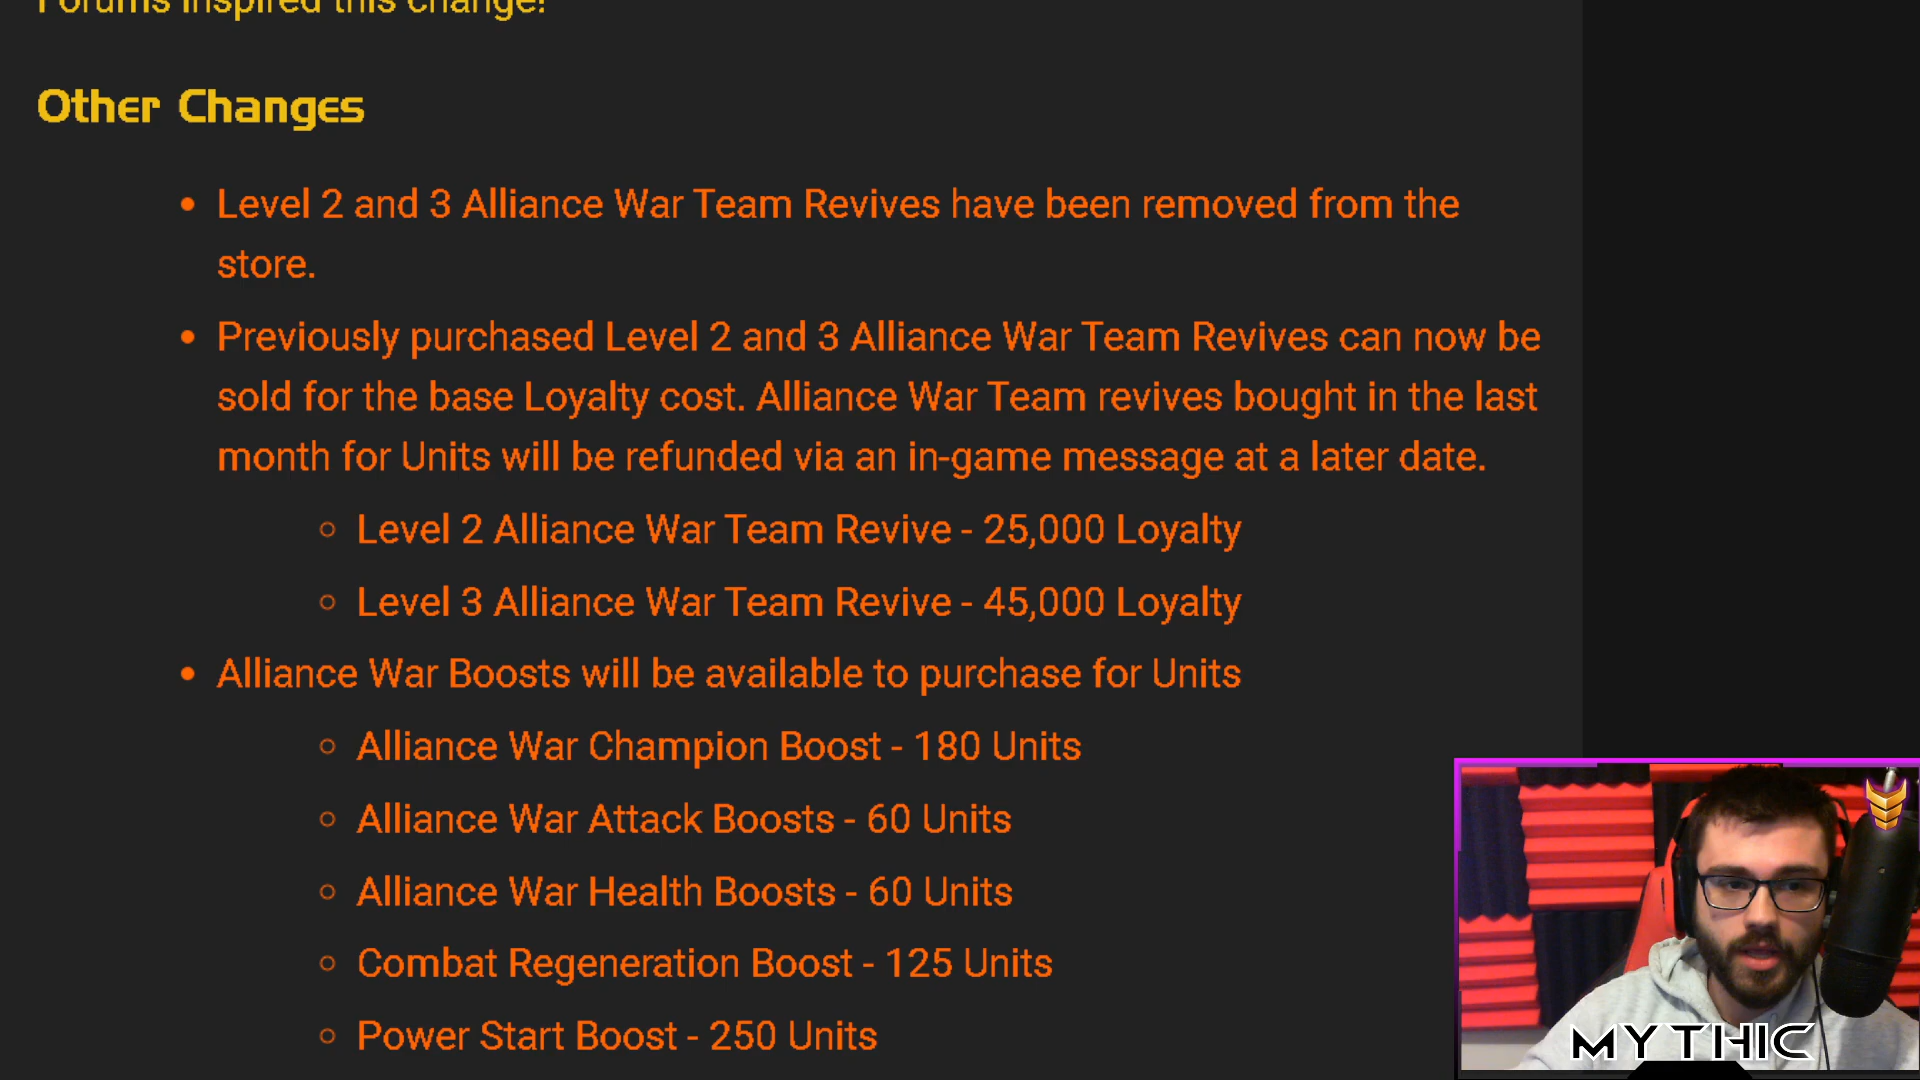 Forums inspired this change!
Other Changes
• Level 2 and 3 Alliance War Team Revives have been removed from the
store.
• Previously purchased Level 2 and 3 Alliance War Team Revives can now be
sold for the base Loyalty cost. Alliance War Team revives bought in the last
month for Units will be refunded via an in-game message at a later date.
○ Level 2 Alliance War Team Revive - 25,000 Loyalty
○ Level 3 Alliance War Team Revive - 45,000 Loyalty
• Alliance War Boosts will be available to purchase for Units
○ Alliance War Champion Boost - 180 Units
○ Alliance War Attack Boosts - 60 Units
○ Alliance War Health Boosts - 60 Units
○ Combat Regeneration Boost - 125 Units
○ Power Start Boost - 250 Units
MYTHIC